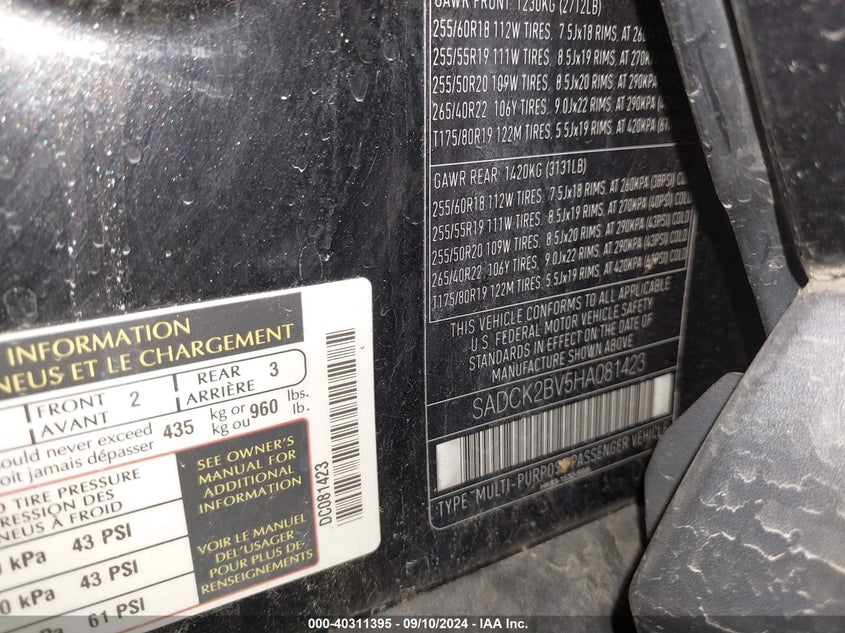 GAWR FRONT: 1230KG (2712LB)
255/60R18 112W TIRES, 7.5Jx18 RIMS, AT 260
255/55R19 111W TIRES, 8.5Jx19 RIMS, AT 270KPA
255/50R20 109W TIRES, 8.5Jx20 RIMS, AT 290KPA
265/40R22 106Y TIRES, 9.0Jx22 RIMS, AT 290KPA
T175/80R19 122M TIRES, 5.5Jx19 RIMS, AT 420KPA (61
GAWR REAR: 1420KG (3131LB)
255/60R18 112W TIRES, 7.5Jx18 RIMS, AT 260KPA (38PSI) COLD
255/55R19 111W TIRES, 8.5Jx19 RIMS, AT 270KPA (40PSI) COLD
255/50R20 109W TIRES, 8.5Jx20 RIMS, AT 290KPA (43PSI) COLD
265/40R22 106Y TIRES, 9.0Jx22 RIMS, AT 290KPA (43PSI) COLD
T175/80R19 122M TIRES, 5.5Jx19 RIMS, AT 420KPA (61PSI) COLD
THIS VEHICLE CONFORMS TO ALL APPLICABLE
U.S. FEDERAL MOTOR VEHICLE SAFETY
STANDARDS IN EFFECT ON THE DATE OF
MANUFACTURE SHOWN ABOVE
SADCK2BV5HA081423
TYPE "MULTI-PURPOSE PASSENGER VEHICLE
INFORMATION
NEUS ET LE CHARGEMENT
FRONT 2
AVANT
REAR 3
ARRIÈRE
ould never exceed 435 kg or 960 lbs.
oit jamais dépasser kg ou lb.
D TIRE PRESSURE
RESSION DES
NEUS À FROID
kPa 43 PSI
0 kPa 43 PSI
Pa 61 PSI
SEE OWNER'S
MANUAL FOR
ADDITIONAL
INFORMATION
VOIR LE MANUEL
DEL'USAGER
POUR PLUS DE-
RENSEIGNEMENTS
DC081423
000-40311395 - 09/10/2024 - IAA Inc.